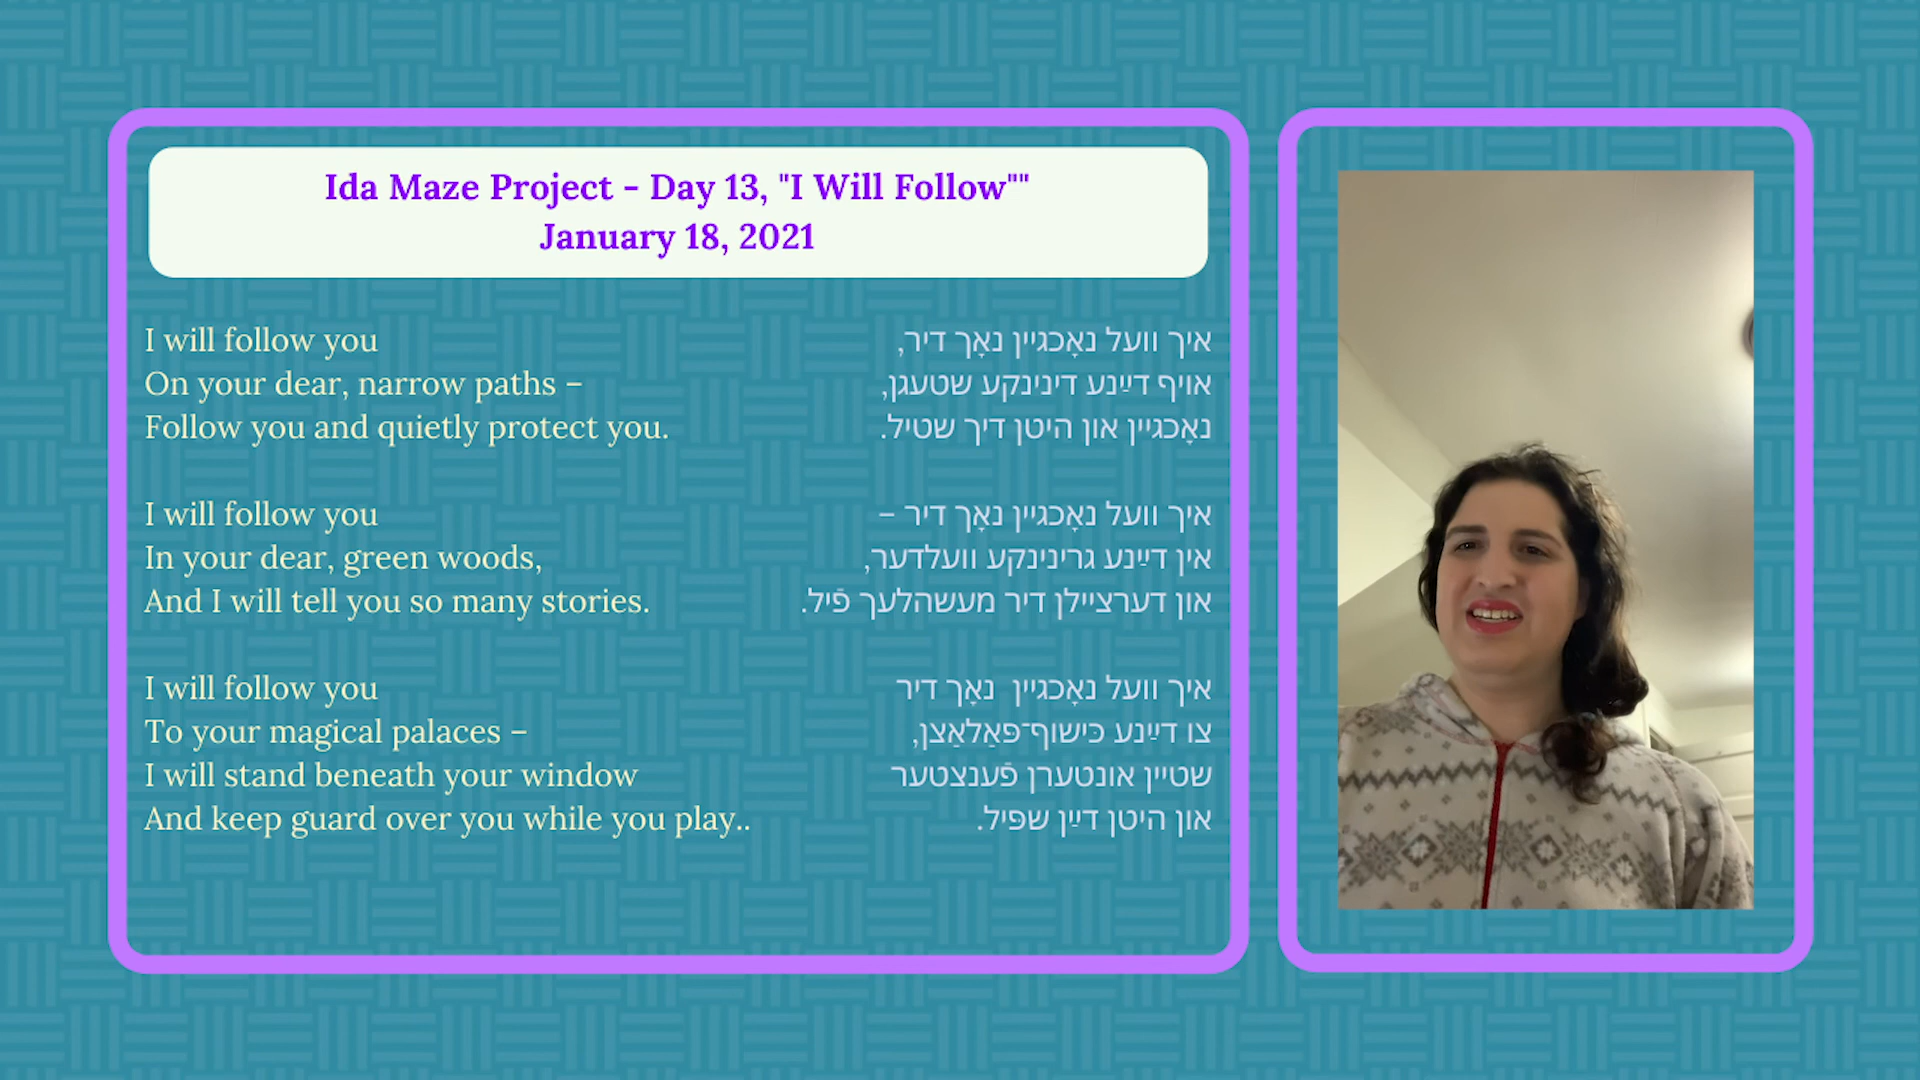 Ida Maze Project - Day 13, "I Will Follow""
January 18, 2021
I will follow you
On your dear, narrow paths –
Follow you and quietly protect you.
I will follow you
In your dear, green woods,
And I will tell you so many stories.
I will follow you
To your magical palaces –
I will stand beneath your window
And keep guard over you while you play..
איך וועל נאָכגיין נאָך דיר,
אויף דײַנע דינינקע שטעגן,
נאָכגיין און היטן דיך שטיל.
איך וועל נאָכגיין נאָך דיר –
אין דײַנע גרינינקע וועלדער,
און דערציילן דיר מעשהלעך פֿיל.
איך וועל נאָכגיין נאָך דיר
צו דײַנע כּישוף־פּאַלאַצן,
שטיין אונטערן פֿענצטער
און היטן דײַן שפּיל.